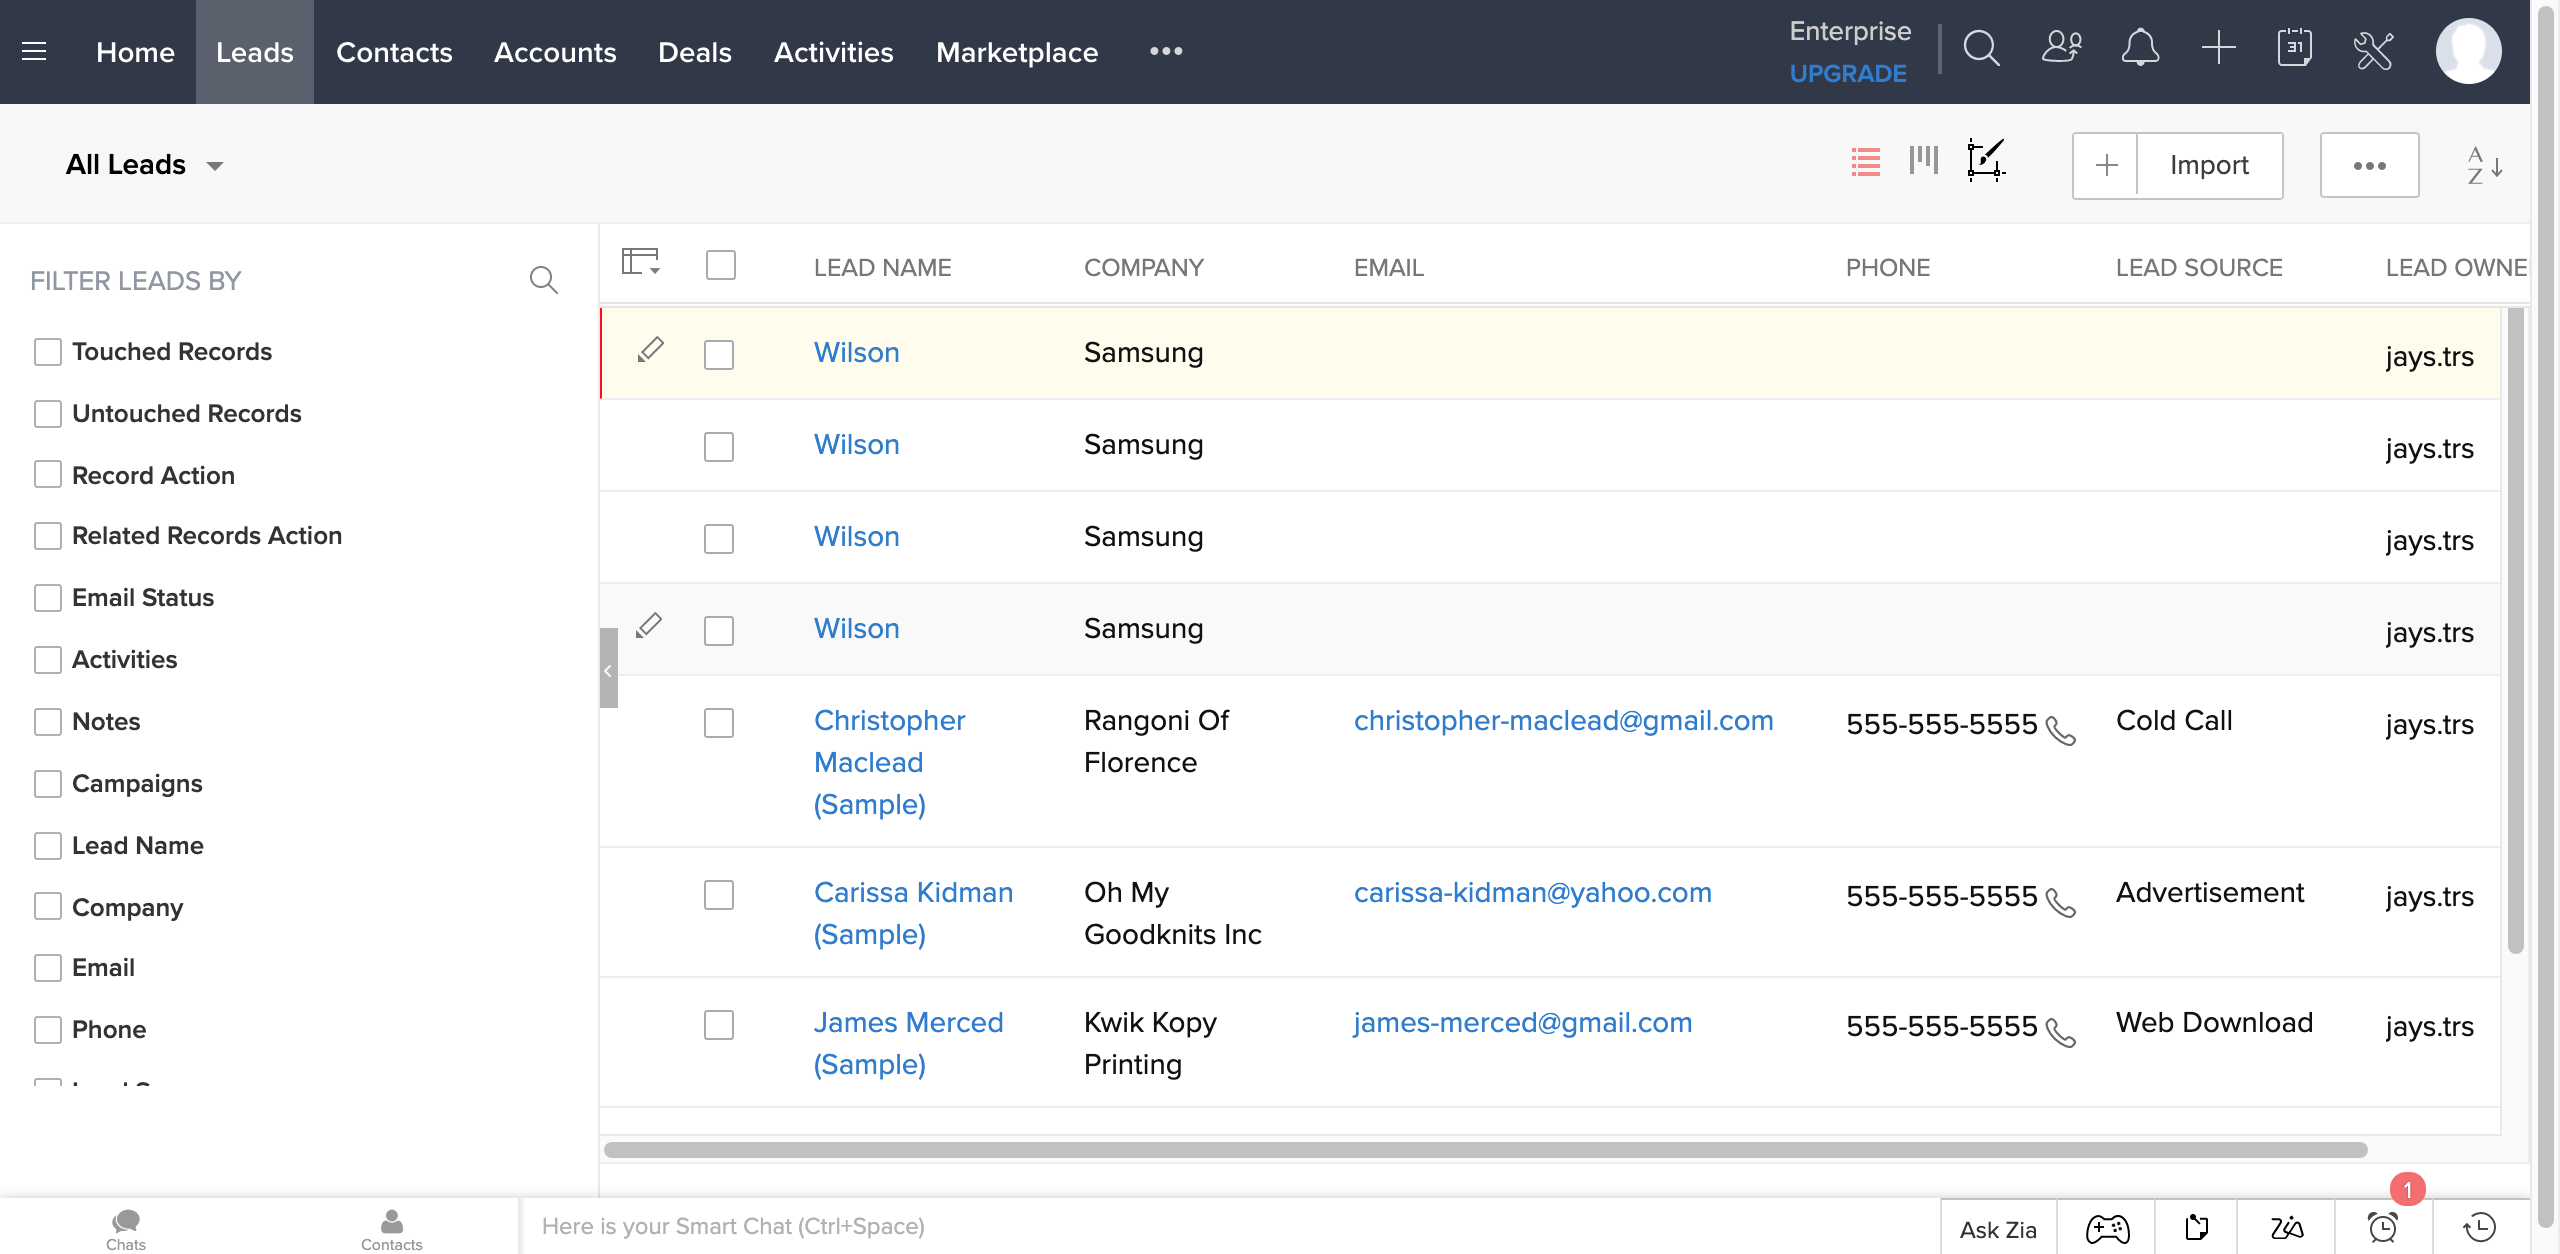 Home Leads Contacts Accounts Deals Activities Marketplace •••
Enterprise
UPGRADE
31
All Leads
Import
•••
A
Z
FILTER LEADS BY
Touched Records
Untouched Records
Record Action
Related Records Action
Email Status
Activities
Notes
Campaigns
Lead Name
Company
Email
Phone
LEAD NAME COMPANY EMAIL PHONE LEAD SOURCE LEAD OWNE
Wilson Samsung jays.trs
Wilson Samsung jays.trs
Wilson Samsung jays.trs
Wilson Samsung jays.trs
Christopher Rangoni Of christopher-maclead@gmail.com 555-555-5555 Cold Call jays.trs
Maclead Florence
(Sample)
Carissa Kidman Oh My carissa-kidman@yahoo.com 555-555-5555 Advertisement jays.trs
(Sample) Goodknits Inc
James Merced Kwik Kopy james-merced@gmail.com 555-555-5555 Web Download jays.trs
(Sample) Printing
1
Chats
Contacts
Here is your Smart Chat (Ctrl+Space)
Ask Zia